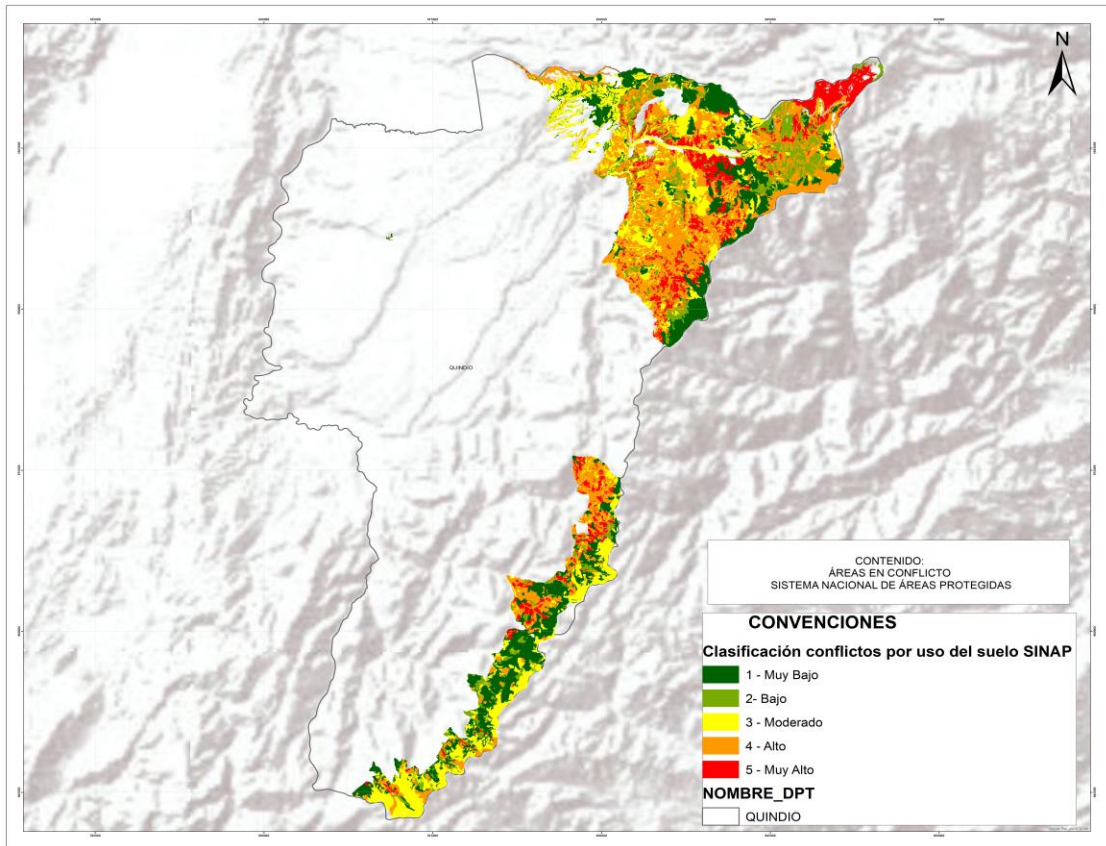 N
QUINDIO
CONTENIDO:
ÁREAS EN CONFLICTO
SISTEMA NACIONAL DE ÁREAS PROTEGIDAS
CONVENCIONES
Clasificación conflictos por uso del suelo SINAP
1 - Muy Bajo
2- Bajo
3 - Moderado
4 - Alto
5 - Muy Alto
NOMBRE_DPT
QUINDIO